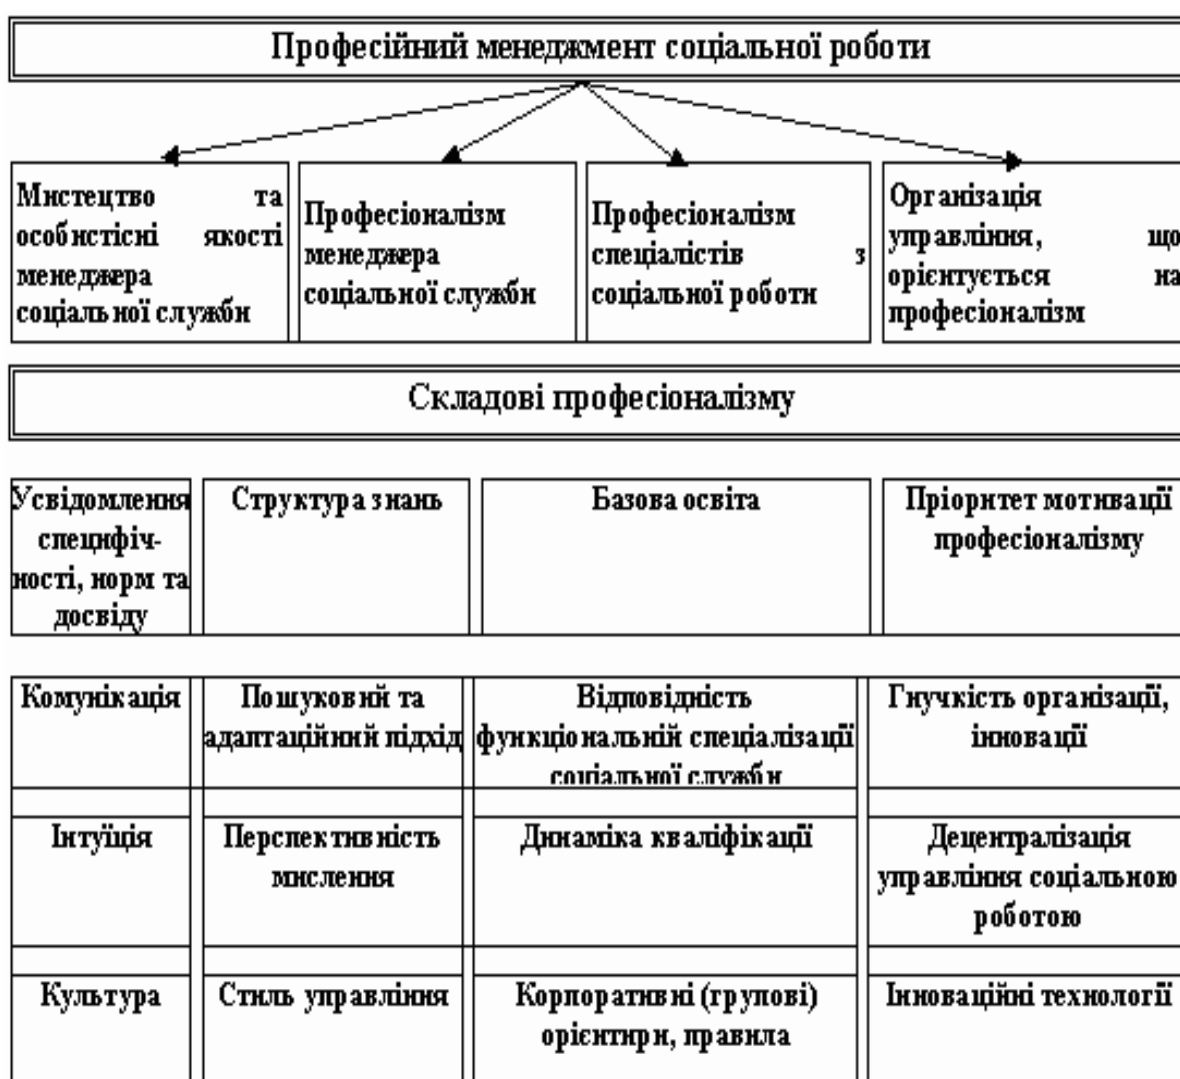 Професійний менеджмент соціальної роботи
Мистецтво та
особистісні якості
менеджера
соціальної служби
Професіоналізм
менеджера
соціальної служби
Професіоналізм
спеціалістів з
соціальної роботи
Організація
управління, що
орієнтується на
професіоналізм
Складові професіоналізму
Усвідомлення
специфіч-
ності, норм та
досвіду
Структура знань
Базова освіта
Пріоритет мотивації
професіоналізму
Комунікація
Пошуковий та
адаптаційний підхід
Відповідність
функціональній спеціалізації
соціальної служби
Гнучкість організації,
інновації
Інтуїція
Перспективність
мислення
Динаміка кваліфікації
Децентралізація
управління соціальною
роботою
Культура
Стиль управління
Корпоративні (групові)
орієнтири, правила
Інноваційні технології